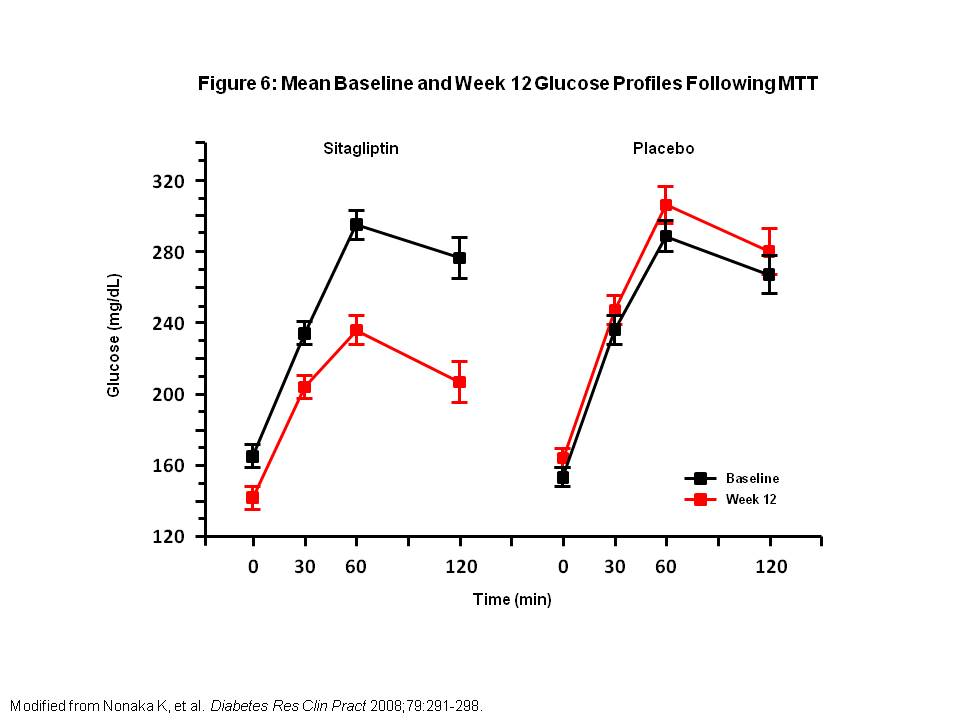 Figure 6: Mean Baseline and Week 12 Glucose Profiles Following MTT
Sitagliptin
Placebo
320
280
240
200
160
120
Glucose (mg/dL)
Baseline
Week 12
0 30 60 120 0 30 60 120
Time (min)
Modified from Nonaka K, et al. Diabetes Res Clin Pract 2008;79:291-298.